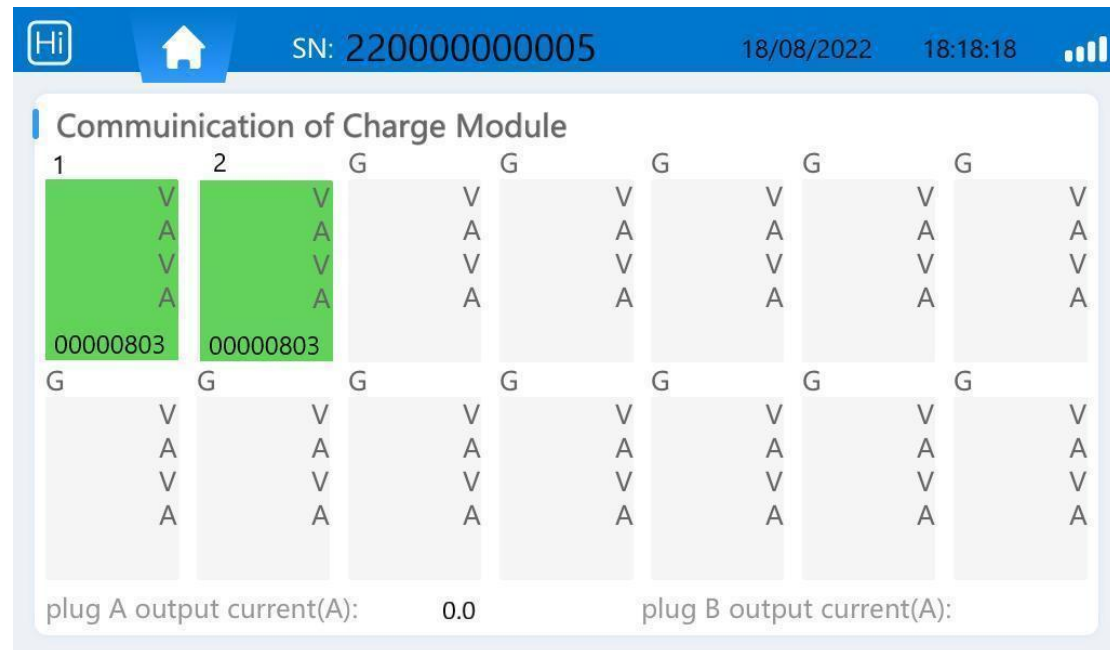 Hi SN: 220000000005 18/08/2022 18:18:18
Commuinication of Charge Module
1 2 G G G G G
V V V V V V V
A A A A A A A
V V V V V V V
A A A A A A A
00000803 00000803
G G G G G G G
V V V V V V V
A A A A A A A
V V V V V V V
A A A A A A A
plug A output current(A): 0.0 plug B output current(A):